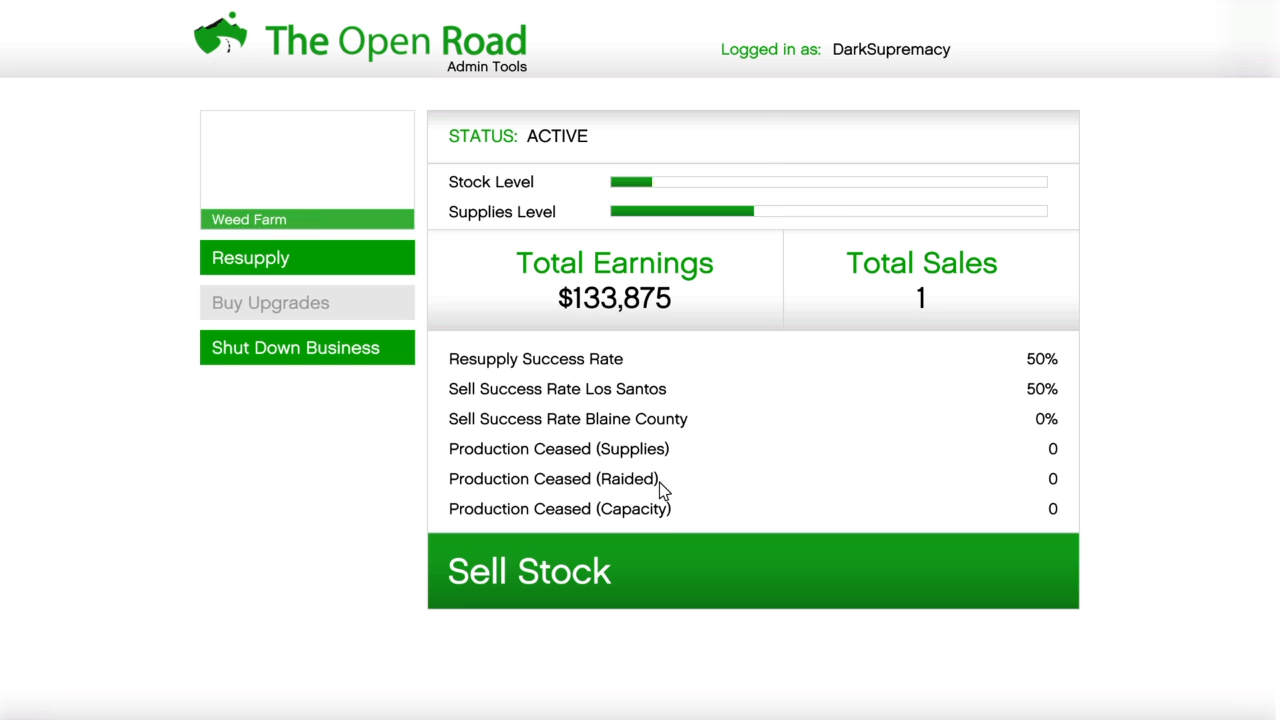 The Open Road
Admin Tools
Logged in as: DarkSupremacy
Weed Farm
Resupply
Buy Upgrades
Shut Down Business
STATUS: ACTIVE
Stock Level
Supplies Level
Total Earnings
$133,875
Total Sales
1
Resupply Success Rate 50%
Sell Success Rate Los Santos 50%
Sell Success Rate Blaine County 0%
Production Ceased (Supplies) 0
Production Ceased (Raided) 0
Production Ceased (Capacity) 0
Sell Stock